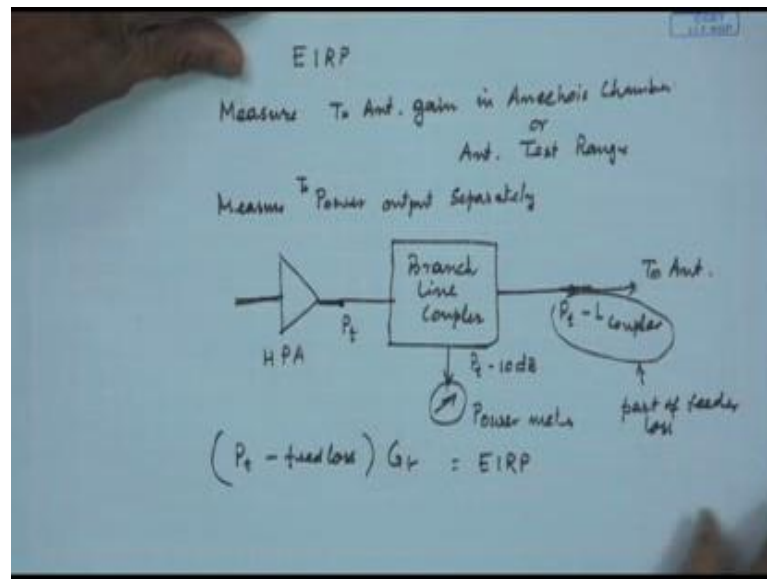 EIRP
Measure Tx Ant. gain in Anechoic Chamber
or
Ant. Test Range
Measure Tx Power output Separately
Branch
Line
Coupler
To Ant.
Pt
Pt - L coupler
HPA
Pt - 10dB
Power meter
part of feeder
loss
(Pt - feed loss) Gt = EIRP